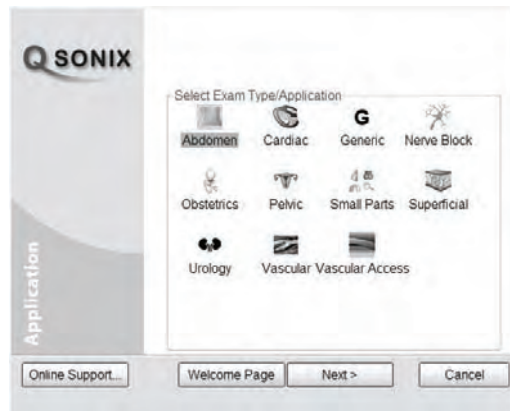 Q SONIX
Select Exam Type/Application
G
Abdomen Cardiac Generic Nerve Block
Obstetrics Pelvic Small Parts Superficial
Urology Vascular Vascular Access
Application
Online Support... Welcome Page Next > Cancel